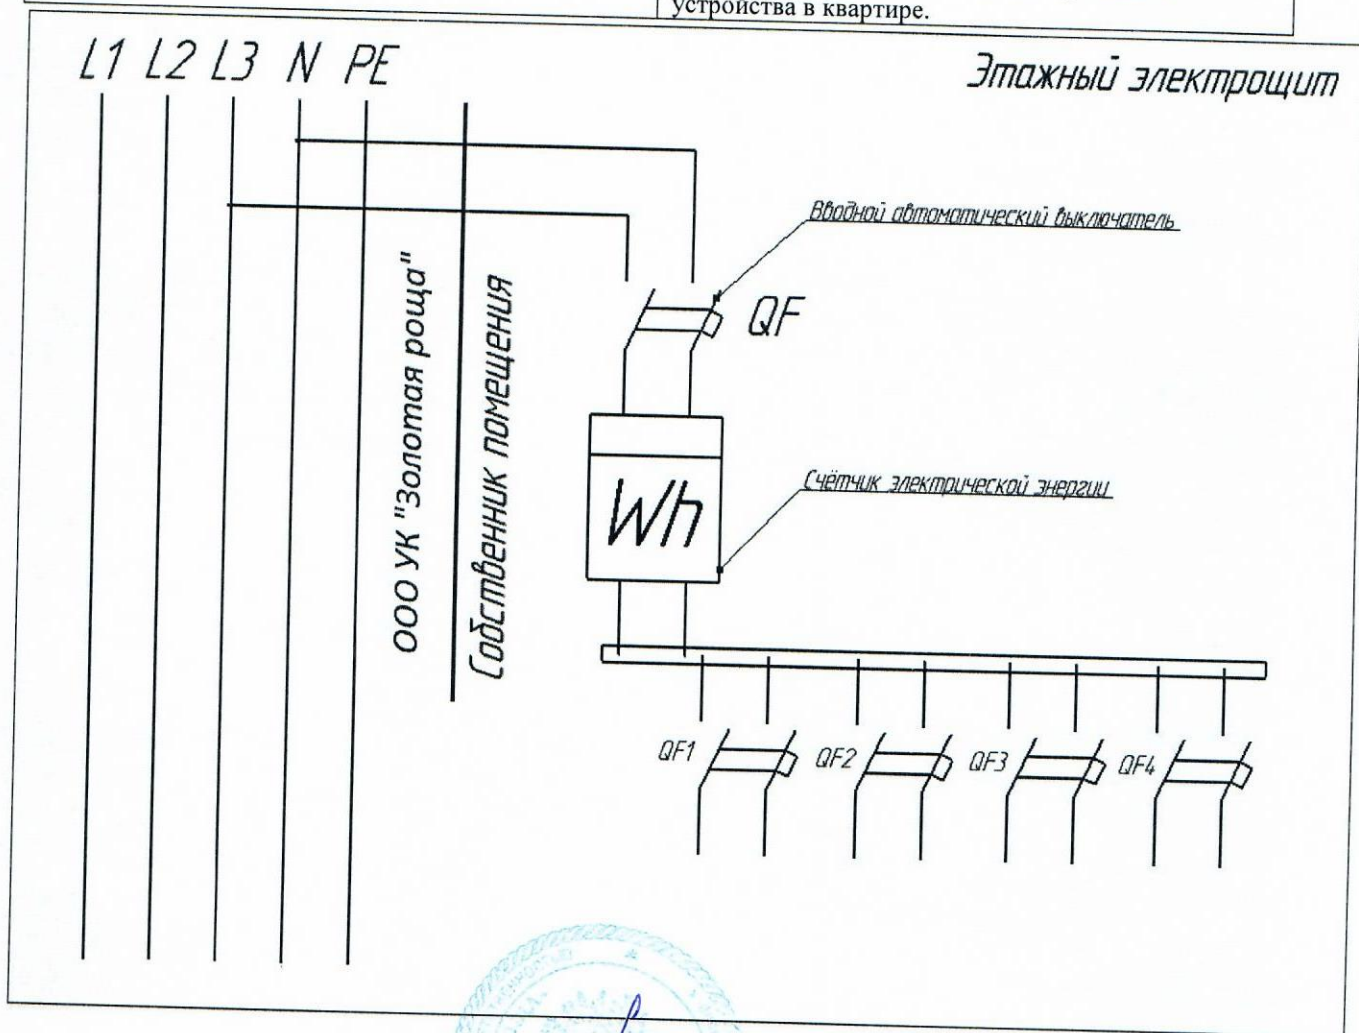 устройства в квартире.
L1 L2 L3 N PE
Этажный электрощит
Вводной автоматический выключатель
QF
ООО УК "Золотая роща"
Собственник помещения
Счётчик электрической энергии
Wh
QF1 QF2 QF3 QF4